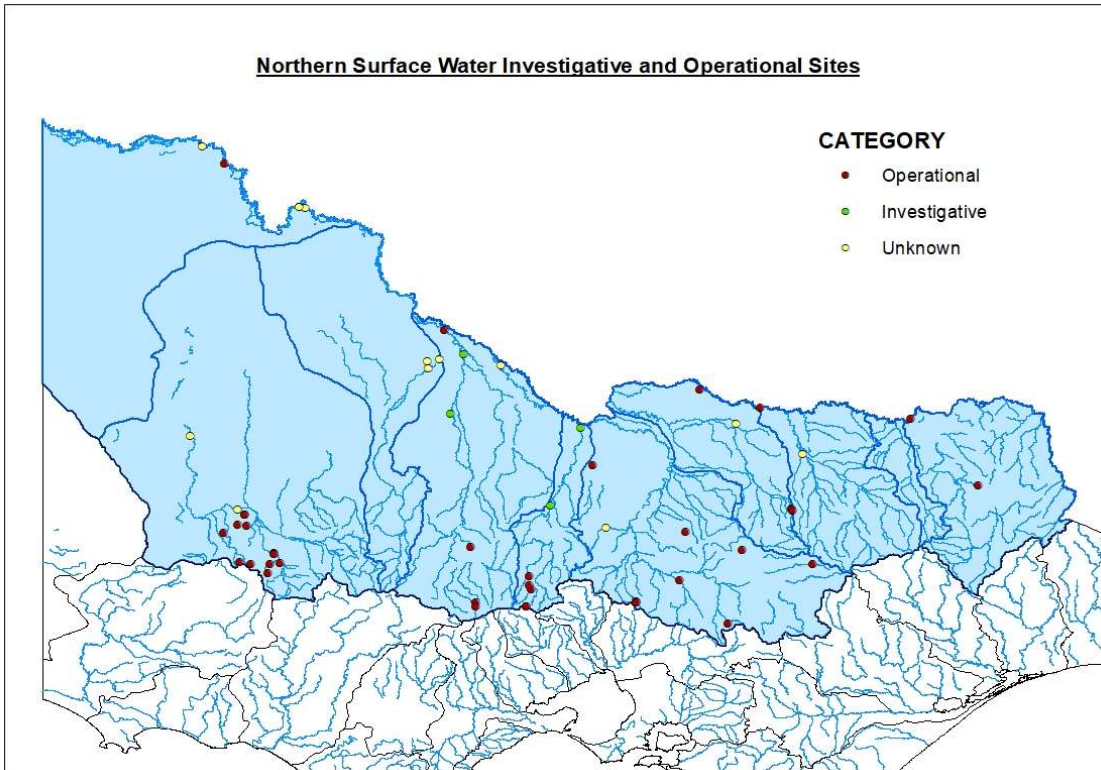 Northern Surface Water Investigative and Operational Sites
CATEGORY
Operational
Investigative
Unknown